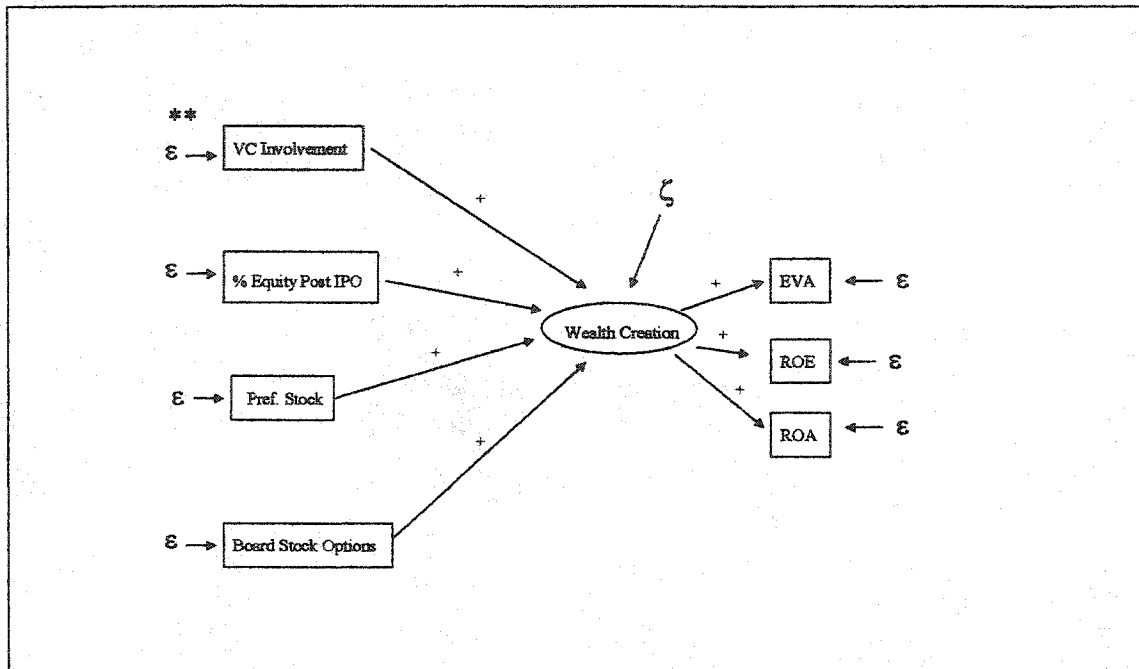 **
ε VC Involvement
+
ζ
ε % Equity Post IPO
+
+
EVA ε
Wealth Creation
+
+
ROE ε
ε Pref. Stock
+
ROA ε
+
ε Board Stock Options